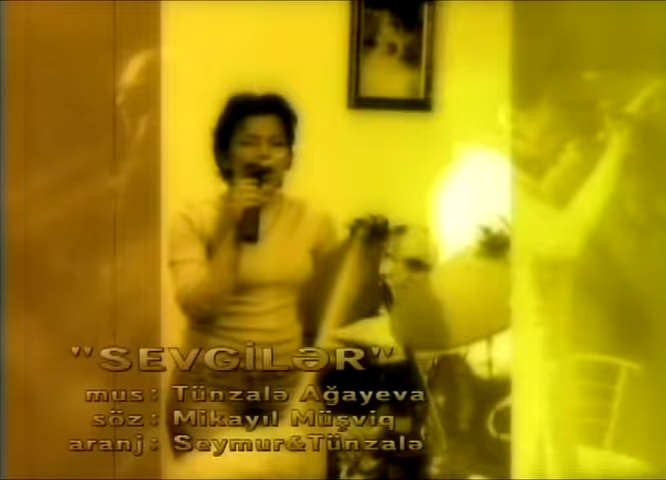 "SEVGİLƏR"
mus: Tünzalə Ağayeva
söz: Mikayıl Müşviq
aranj: Seymur&Tünzalə